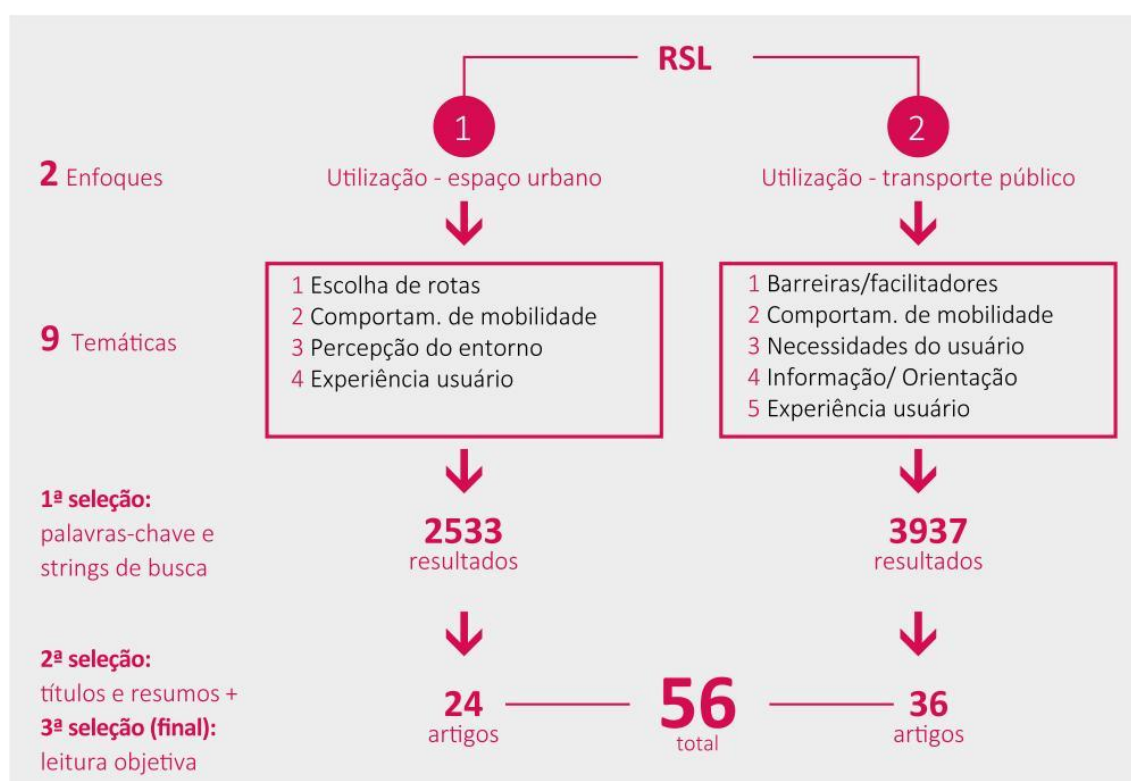 RSL
1
2
2 Enfoques
Utilização - espaço urbano
Utilização - transporte público
9 Temáticas
1 Escolha de rotas
2 Comportam. de mobilidade
3 Percepção do entorno
4 Experiência usuário
1 Barreiras/facilitadores
2 Comportam. de mobilidade
3 Necessidades do usuário
4 Informação/ Orientação
5 Experiência usuário
1ª seleção:
palavras-chave e
strings de busca
2533
resultados
3937
resultados
2ª seleção:
títulos e resumos +
3ª seleção (final):
leitura objetiva
24
artigos
56
total
36
artigos